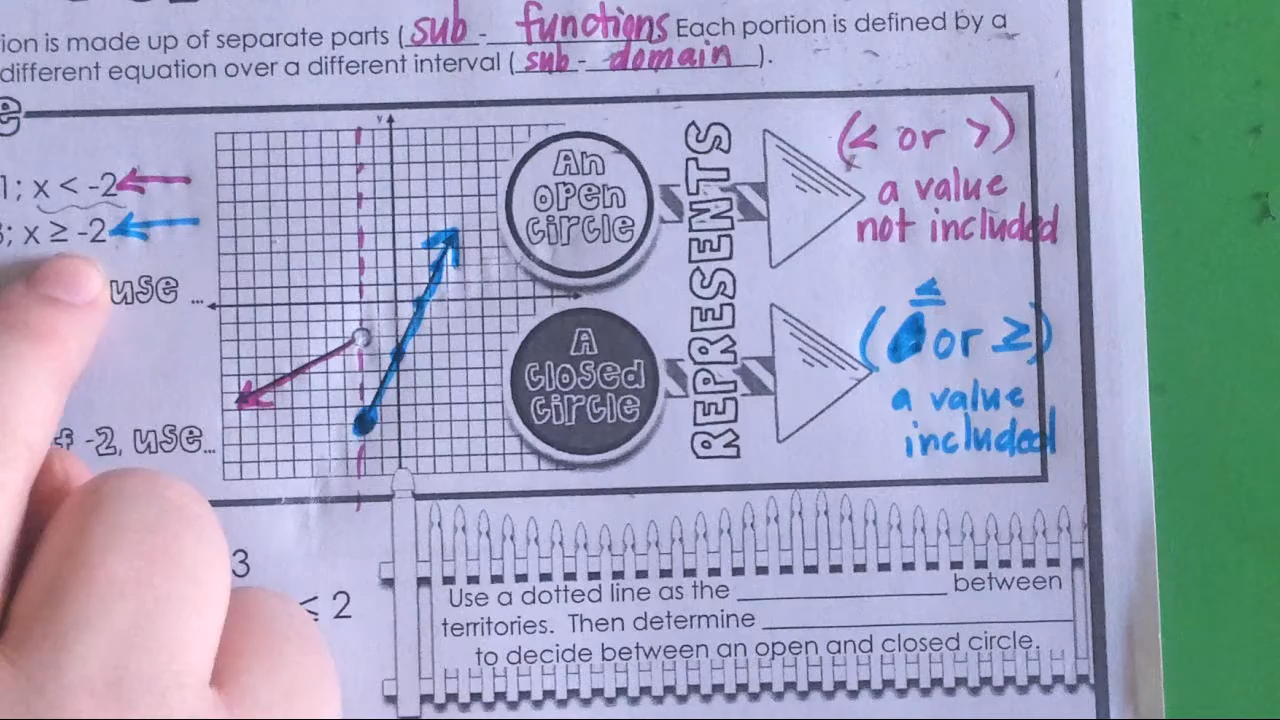 ion is made up of separate parts (sub - functions Each portion is defined by a
different equation over a different interval (sub - domain).
e
1; x < -2
3; x ≥ -2
use ...
f -2, use...
y
An
open
circle
A
closed
circle
REPRESENTS
(< or >)
a value
not included
(≤ or ≥)
a value
included
3
≤ 2
Use a dotted line as the ____________ between
territories. Then determine ____________
to decide between an open and closed circle.